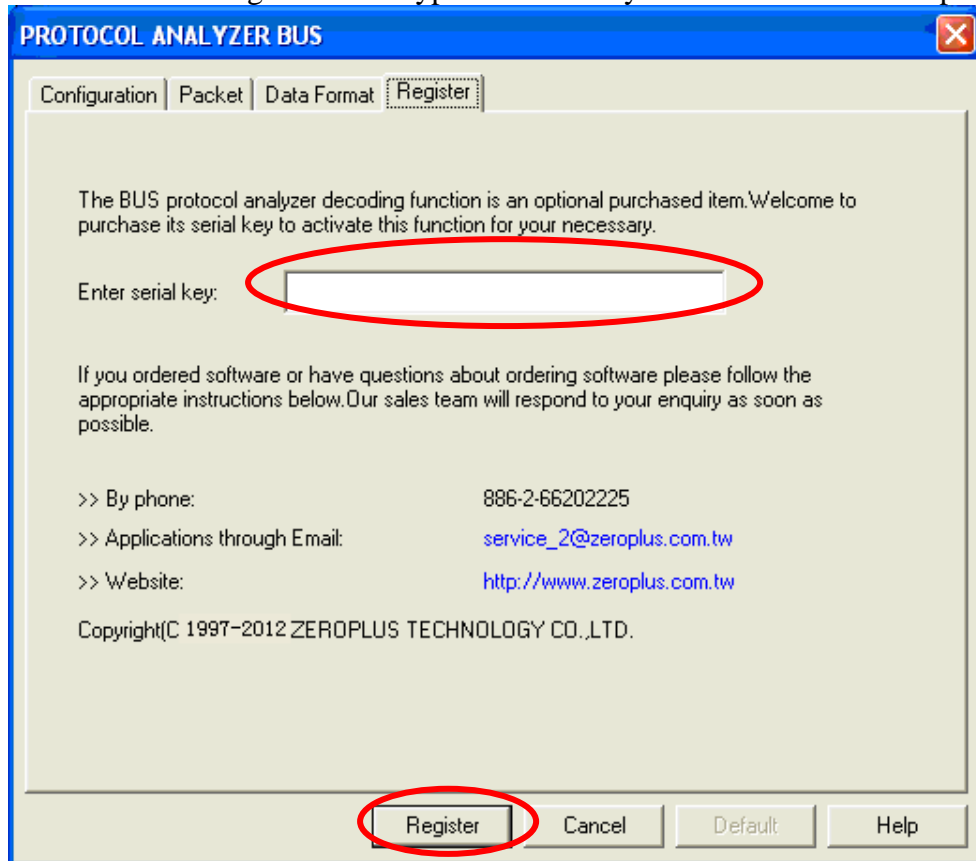 PROTOCOL ANALYZER BUS
Configuration Packet Data Format Register
The BUS protocol analyzer decoding function is an optional purchased item.Welcome to
purchase its serial key to activate this function for your necessary.
Enter serial key:
If you ordered software or have questions about ordering software please follow the
appropriate instructions below.Our sales team will respond to your enquiry as soon as
possible.
>> By phone: 886-2-66202225
>> Applications through Email: service_2@zeroplus.com.tw
>> Website: http://www.zeroplus.com.tw
Copyright(C 1997-2012 ZEROPLUS TECHNOLOGY CO.,LTD.
Register Cancel Default Help